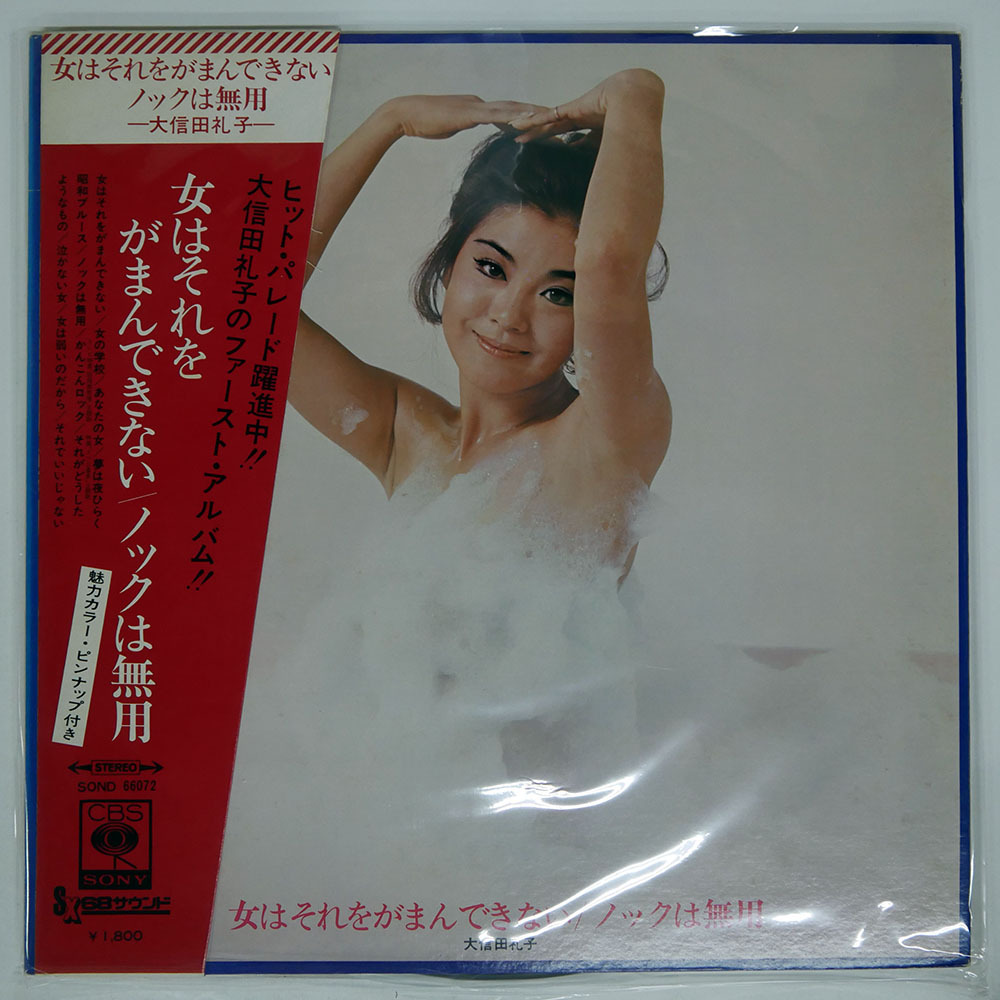 女はそれをがまんできない
ノックは無用
—大信田礼子—
ヒット・パレード躍進中!!
大信田礼子のファースト・アルバム!!
女はそれを
がまんできない/ノックは無用
女はそれをがまんできない/女の学校/あなたの女/夢は夜ひらく
昭和ブルース/ノックは無用/かんこんロック/それがどうした
ようなもの/泣かない女/女は弱いのだから/それでいいじゃない
魅力カラー・ピンナップ付き
STEREO
SOND 66072
CBS
SONY
SX68サウンド
¥1,800
女はそれをがまんできない/ノックは無用
大信田礼子